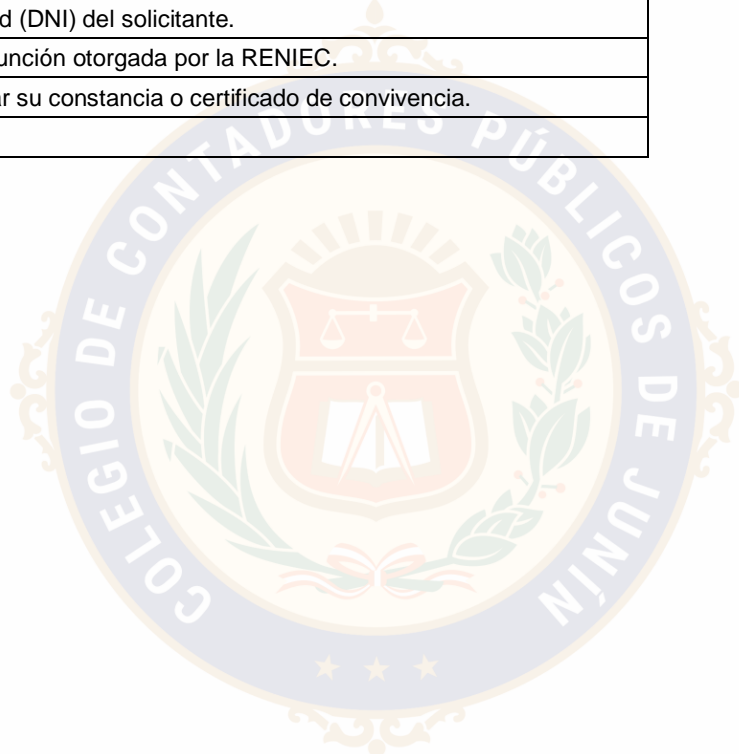 d (DNI) del solicitante.
unción otorgada por la RENIEC.
ar su constancia o certificado de convivencia.
COLEGIO DE CONTADORES PÚBLICOS DE JUNÍN